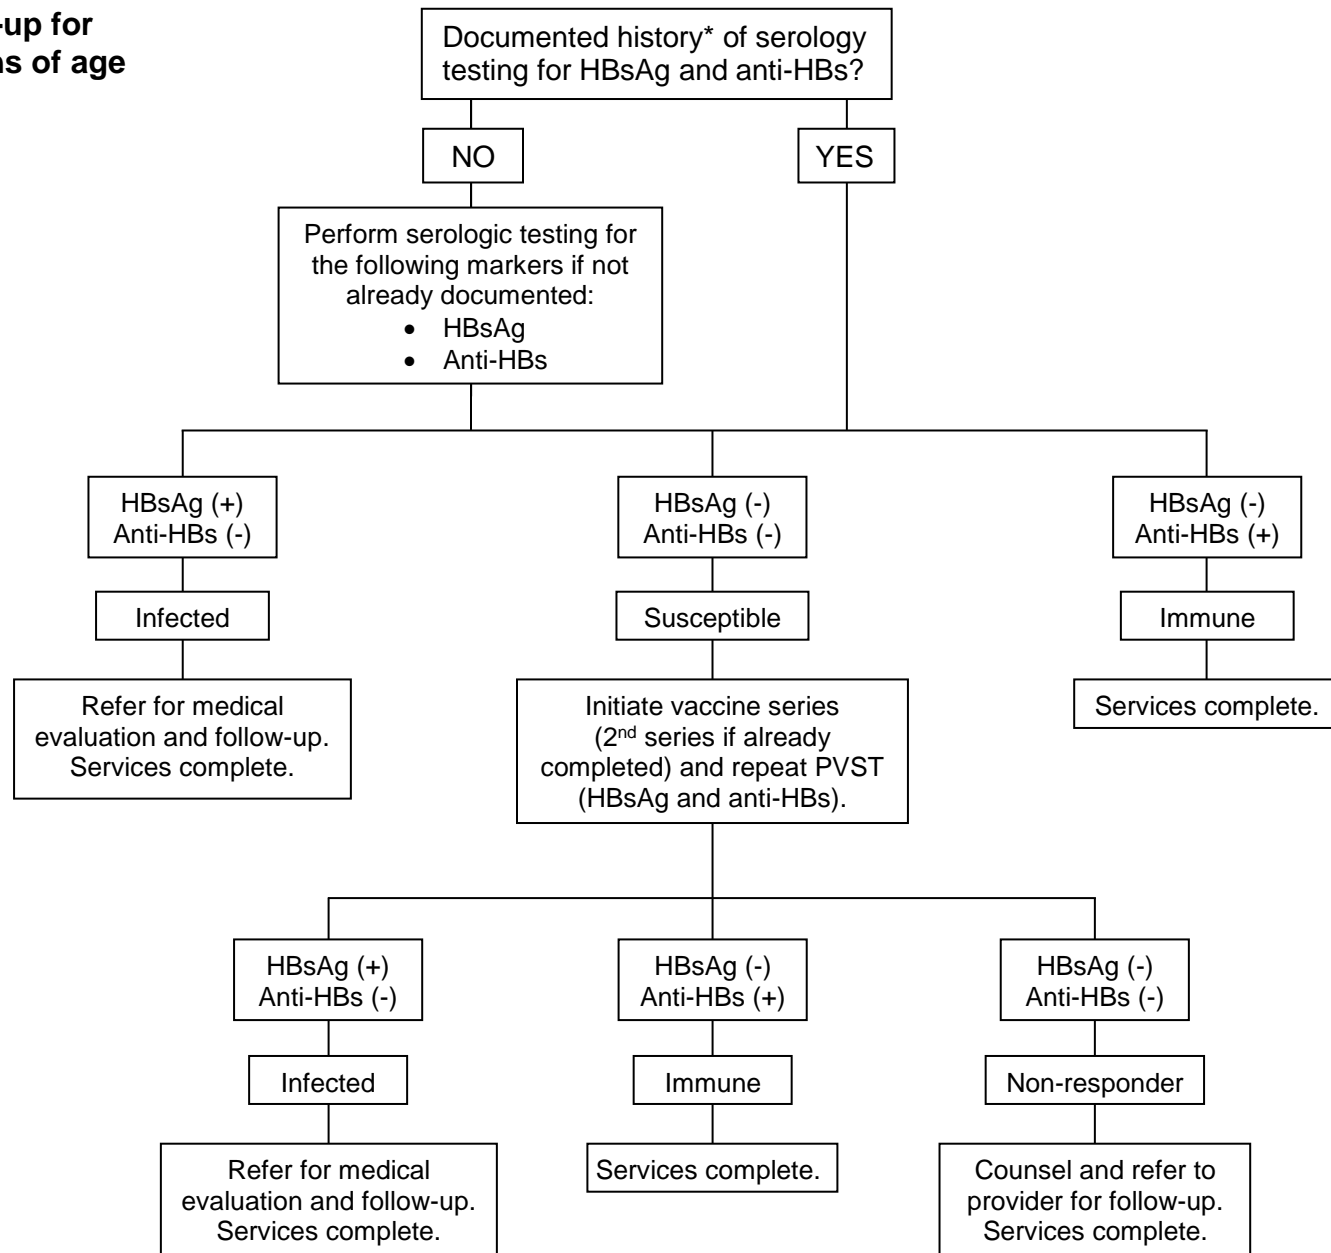 -up for
ns of age
Documented history* of serology
testing for HBsAg and anti-HBs?
NO
YES
Perform serologic testing for
the following markers if not
already documented:
• HBsAg
• Anti-HBs
HBsAg (+)
Anti-HBs (-)
HBsAg (-)
Anti-HBs (-)
HBsAg (-)
Anti-HBs (+)
Infected
Susceptible
Immune
Refer for medical
evaluation and follow-up.
Services complete.
Initiate vaccine series
(2nd series if already
completed) and repeat PVST
(HBsAg and anti-HBs).
Services complete.
HBsAg (+)
Anti-HBs (-)
HBsAg (-)
Anti-HBs (+)
HBsAg (-)
Anti-HBs (-)
Infected
Immune
Non-responder
Refer for medical
evaluation and follow-up.
Services complete.
Services complete.
Counsel and refer to
provider for follow-up.
Services complete.